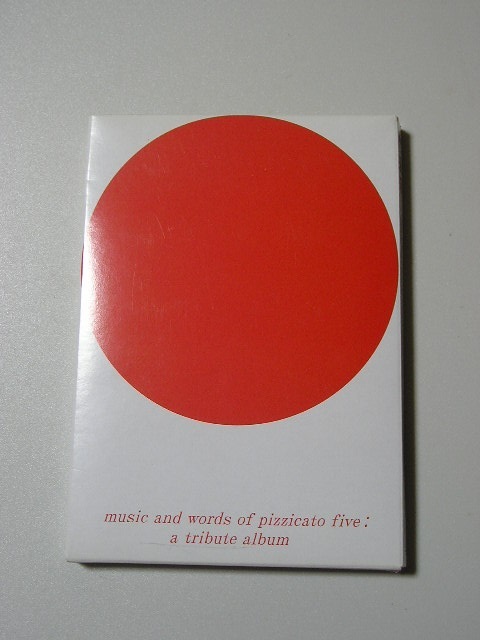 music and words of pizzicato five:
a tribute album